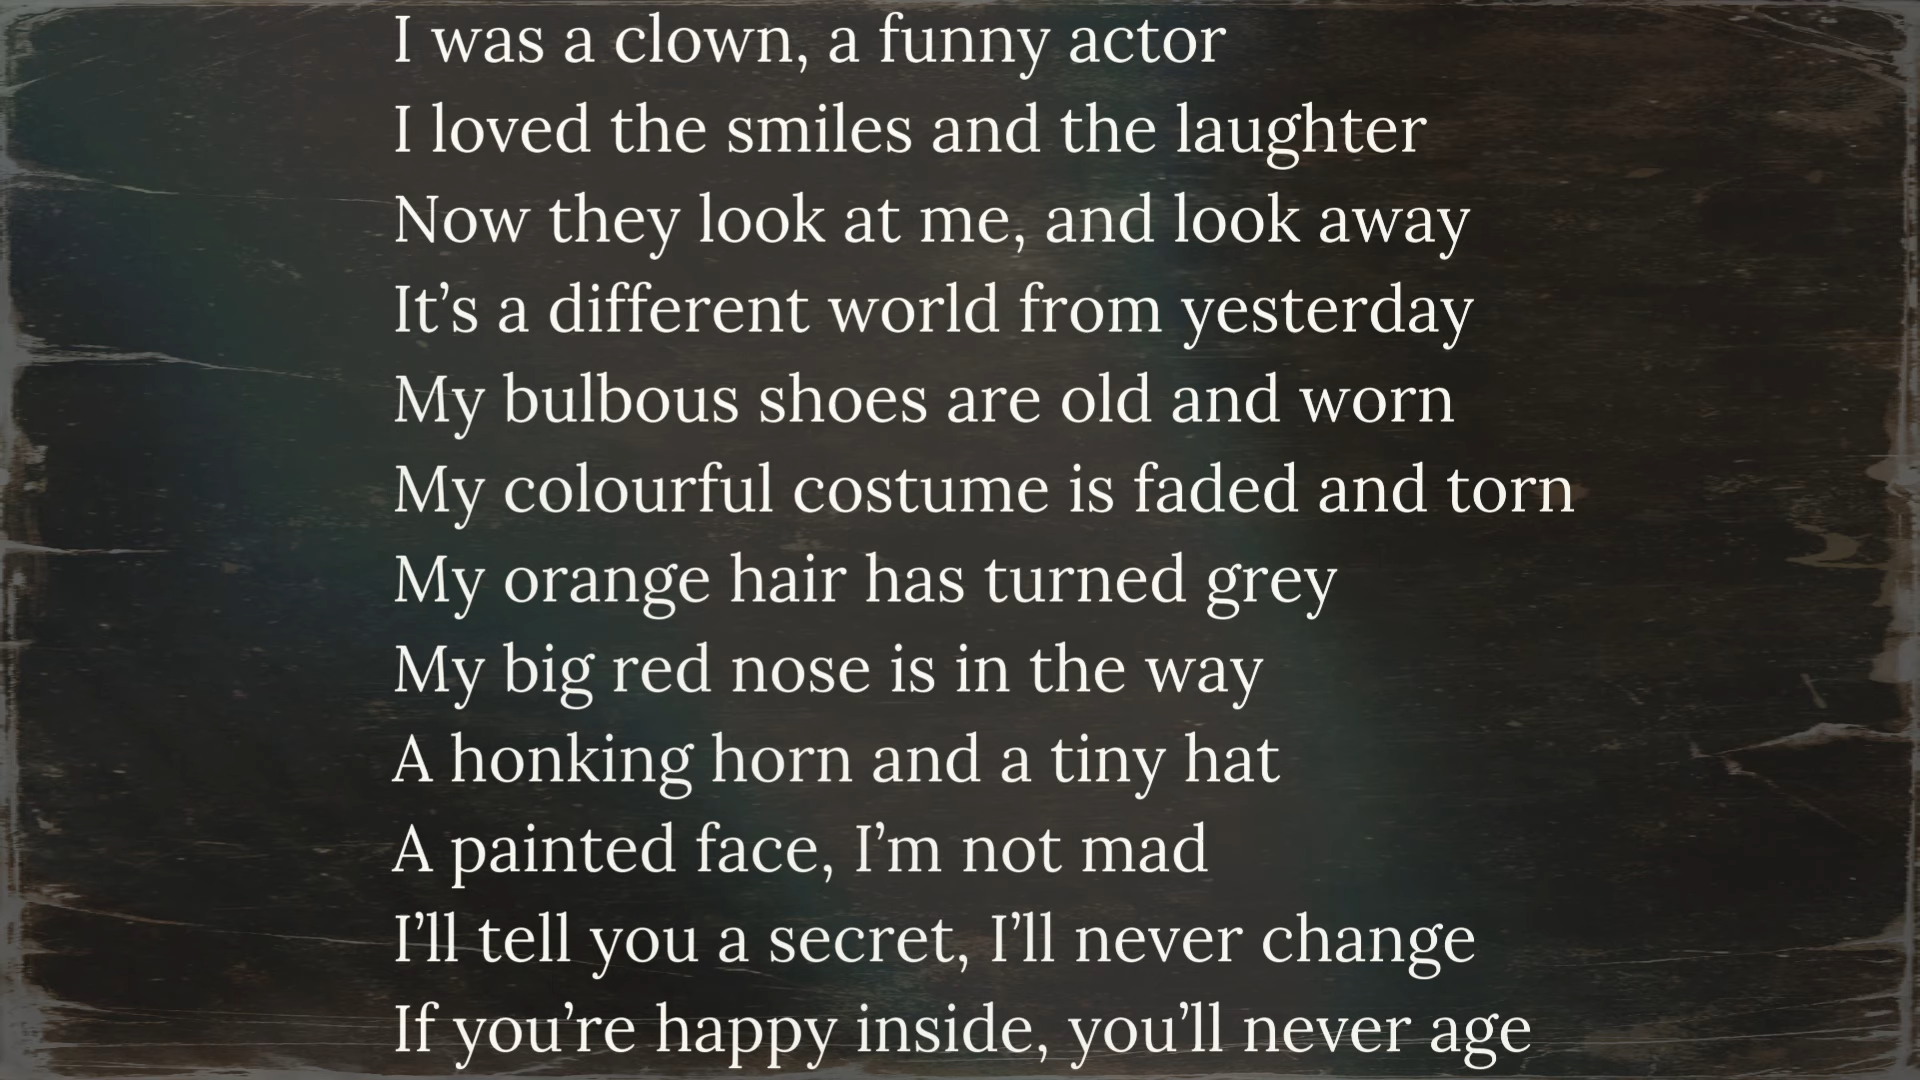 I was a clown, a funny actor
I loved the smiles and the laughter
Now they look at me, and look away
It’s a different world from yesterday
My bulbous shoes are old and worn
My colourful costume is faded and torn
My orange hair has turned grey
My big red nose is in the way
A honking horn and a tiny hat
A painted face, I’m not mad
I’ll tell you a secret, I’ll never change
If you’re happy inside, you’ll never age